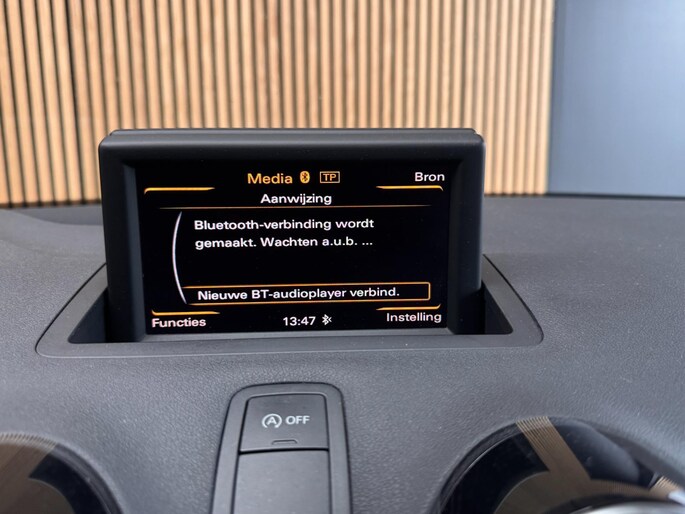 Media TP Bron
Aanwijzing
Bluetooth-verbinding wordt
gemaakt. Wachten a.u.b. ...
Nieuwe BT-audioplayer verbind.
Functies 13:47 Instelling
A OFF